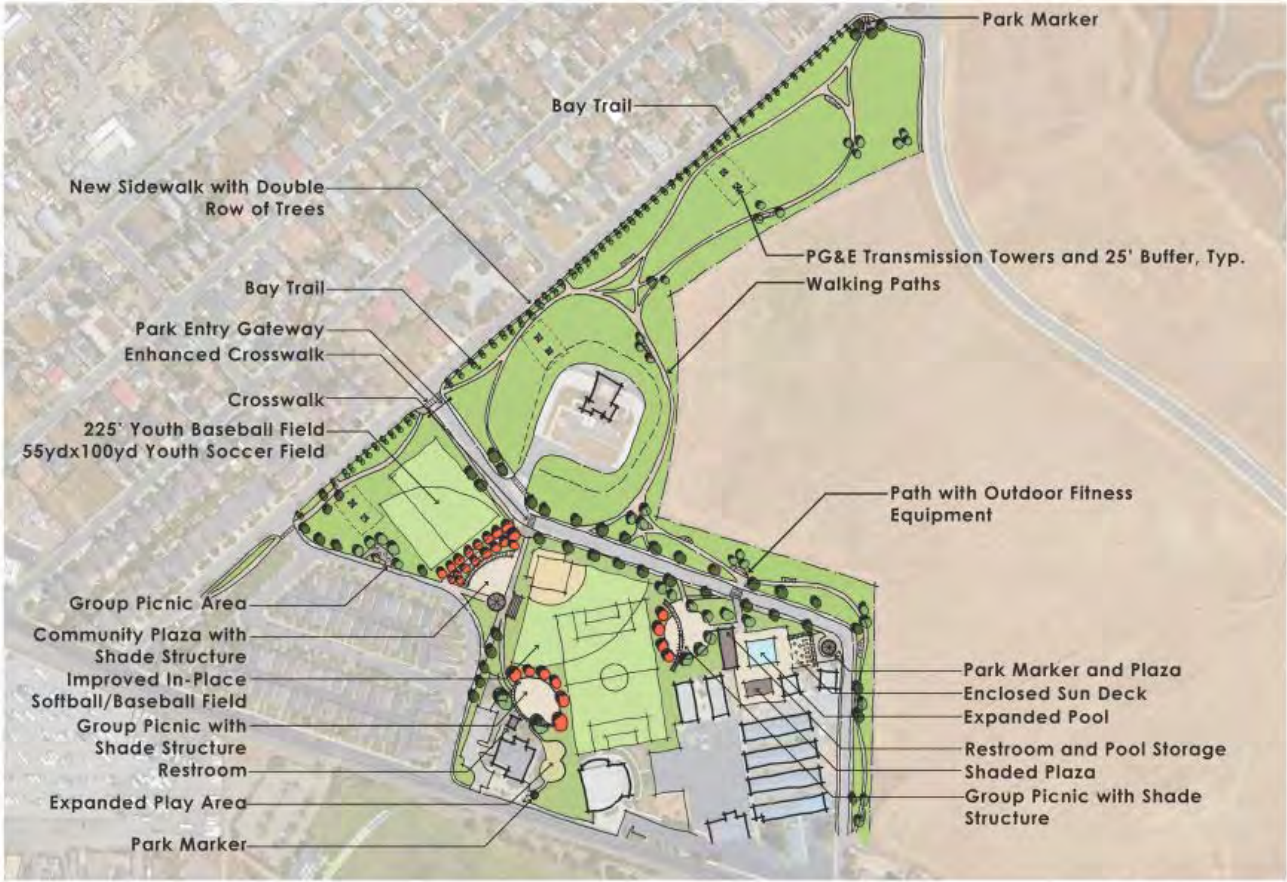 Park Marker
Bay Trail
New Sidewalk with Double
Row of Trees
PG&E Transmission Towers and 25' Buffer, Typ.
Walking Paths
Bay Trail
Park Entry Gateway
Enhanced Crosswalk
Crosswalk
225' Youth Baseball Field
55ydx100yd Youth Soccer Field
Path with Outdoor Fitness
Equipment
Group Picnic Area
Community Plaza with
Shade Structure
Improved In-Place
Softball/Baseball Field
Group Picnic with
Shade Structure
Restroom
Expanded Play Area
Park Marker
Park Marker and Plaza
Enclosed Sun Deck
Expanded Pool
Restroom and Pool Storage
Shaded Plaza
Group Picnic with Shade
Structure